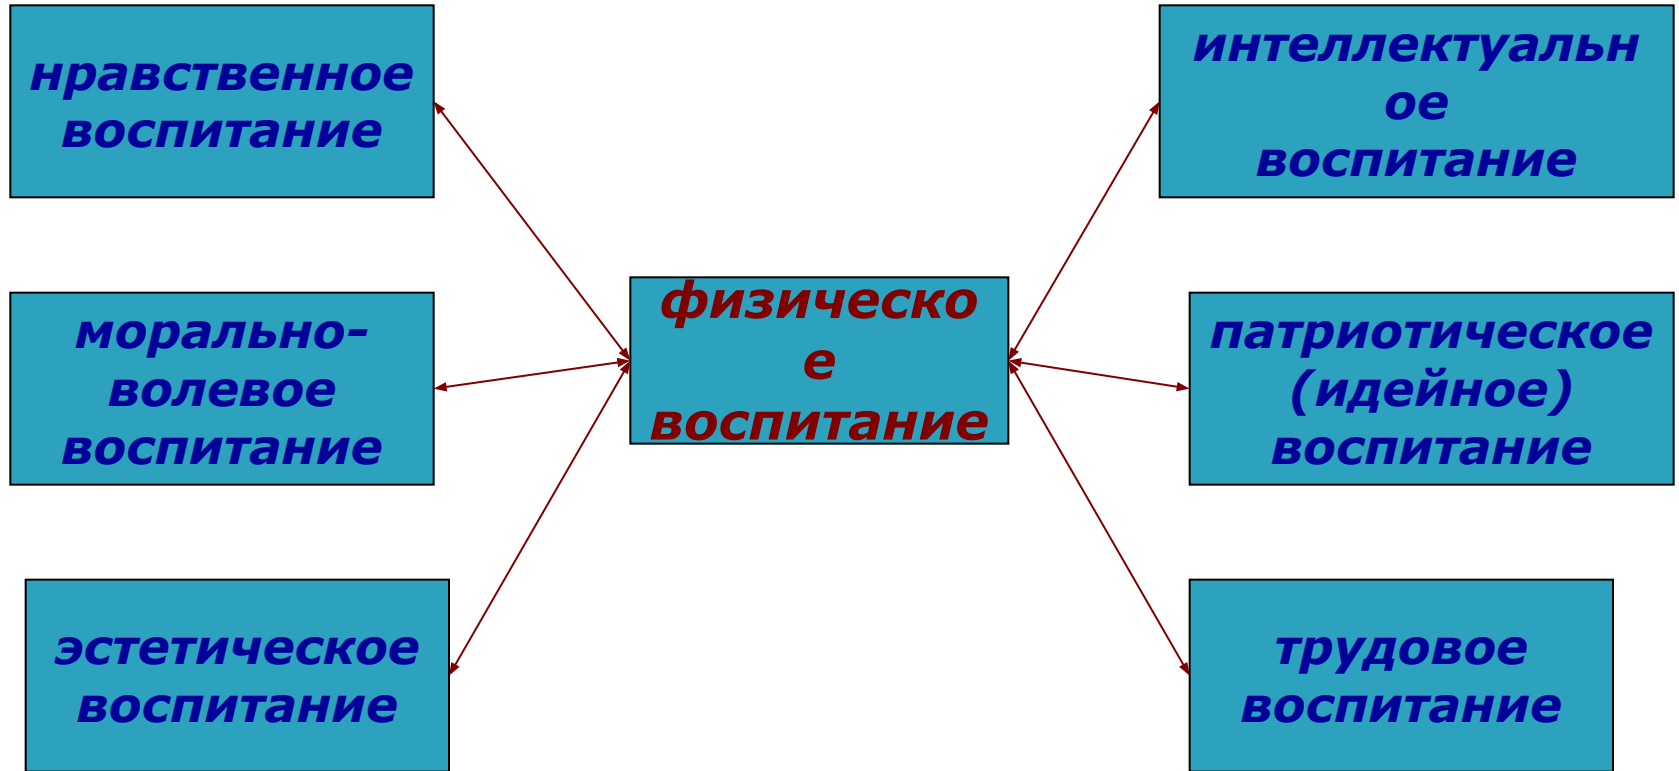 нравственное
воспитание
интеллектуальн
ое
воспитание
физическо
е
воспитание
морально-
волевое
воспитание
патриотическое
(идейное)
воспитание
эстетическое
воспитание
трудовое
воспитание